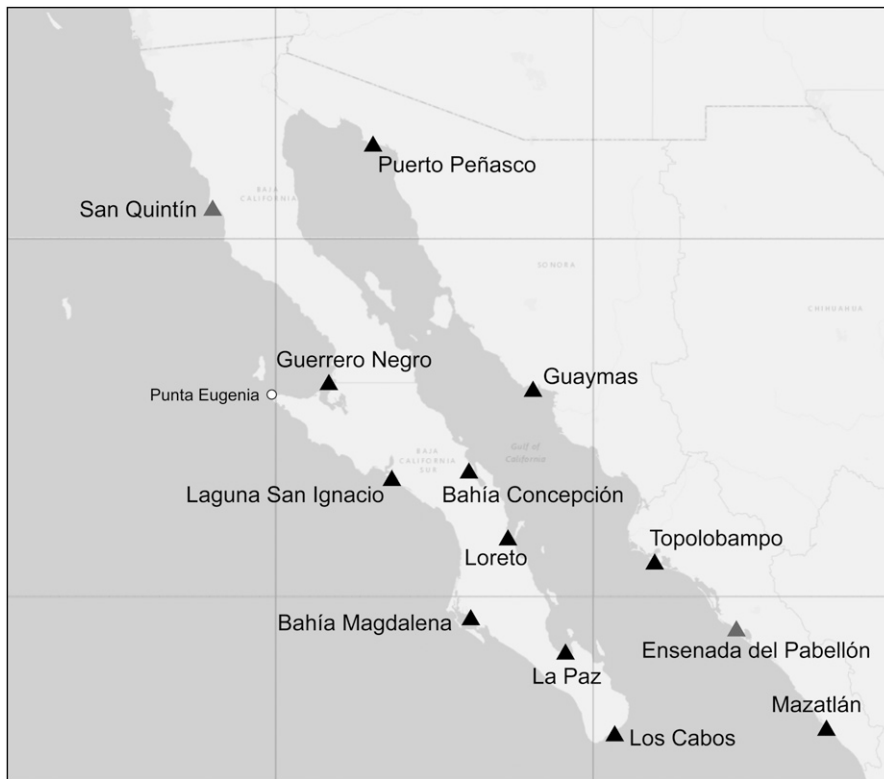 Puerto Peñasco
BAJA
CALIFORNIA
San Quintín
SONORA
CHIHUAHUA
Guerrero Negro
Guaymas
Punta Eugenia
BAJA
CALIFORNIA
SUR
Gulf of
California
Laguna San Ignacio
Bahía Concepción
Topolobampo
Loreto
Bahía Magdalena
Ensenada del Pabellón
La Paz
Mazatlán
Los Cabos